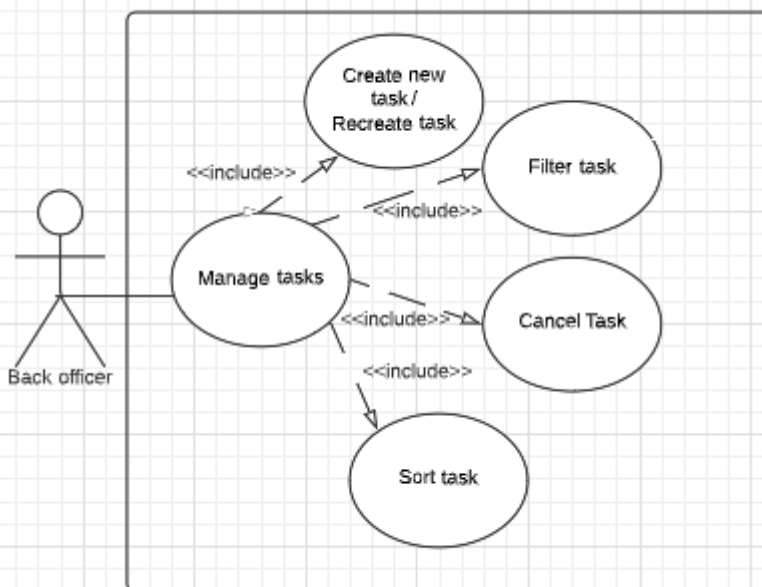 Create new
task /
Recreate task
<<include>>
Filter task
<<include>>
Manage tasks
<<include>>
Cancel Task
Back officer
<<include>>
Sort task